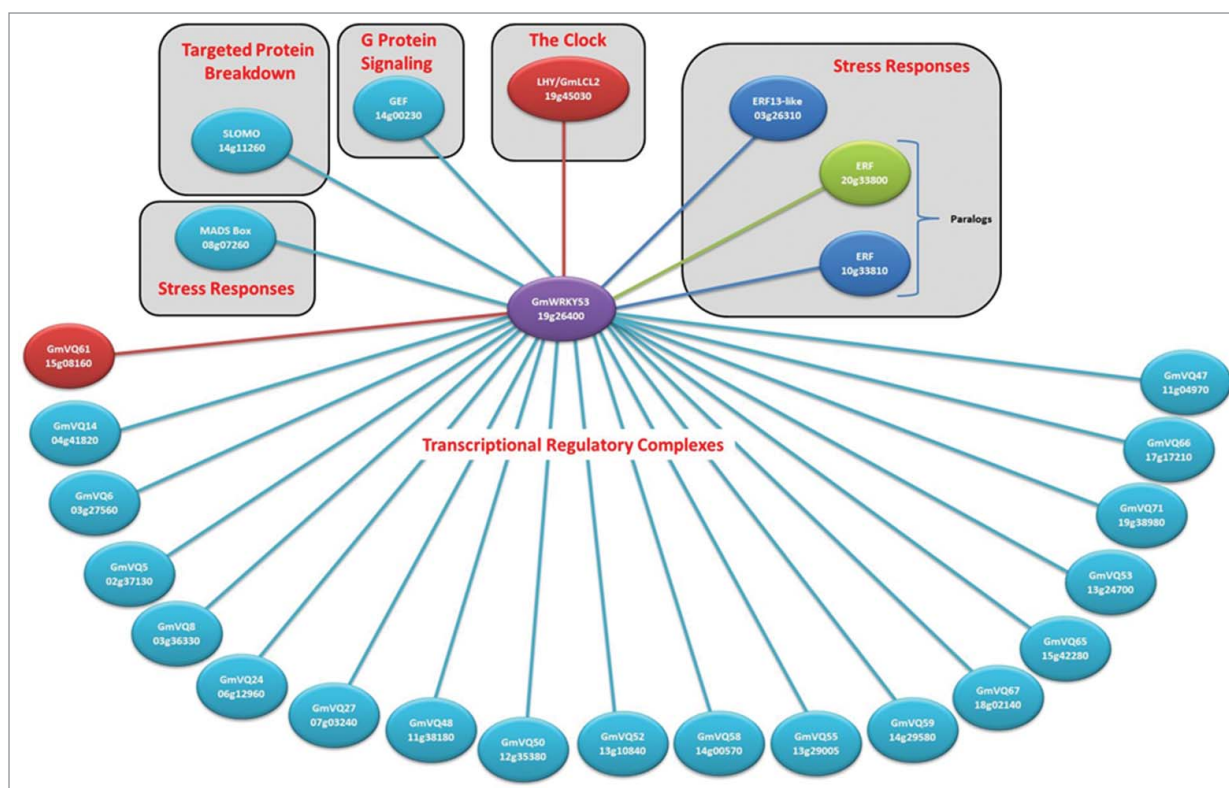 Targeted Protein
Breakdown
SLOMO
14g11260
G Protein
Signaling
GEF
14g00230
The Clock
LHY/GmLCL2
19g45030
Stress Responses
ERF13-like
03g26310
ERF
20g33800
ERF
10g33810
Paralogs
MADS Box
08g07260
Stress Responses
GmWRKY53
19g26400
Transcriptional Regulatory Complexes
GmVQ61
15g08160
GmVQ14
04g41820
GmVQ6
03g27560
GmVQ5
02g37130
GmVQ8
03g36330
GmVQ24
06g12960
GmVQ27
07g03240
GmVQ48
11g38180
GmVQ50
12g35380
GmVQ52
13g10840
GmVQ58
14g00570
GmVQ55
13g29005
GmVQ59
14g29580
GmVQ67
18g02140
GmVQ65
15g42280
GmVQ53
13g24700
GmVQ71
19g38980
GmVQ66
17g17210
GmVQ47
11g04970